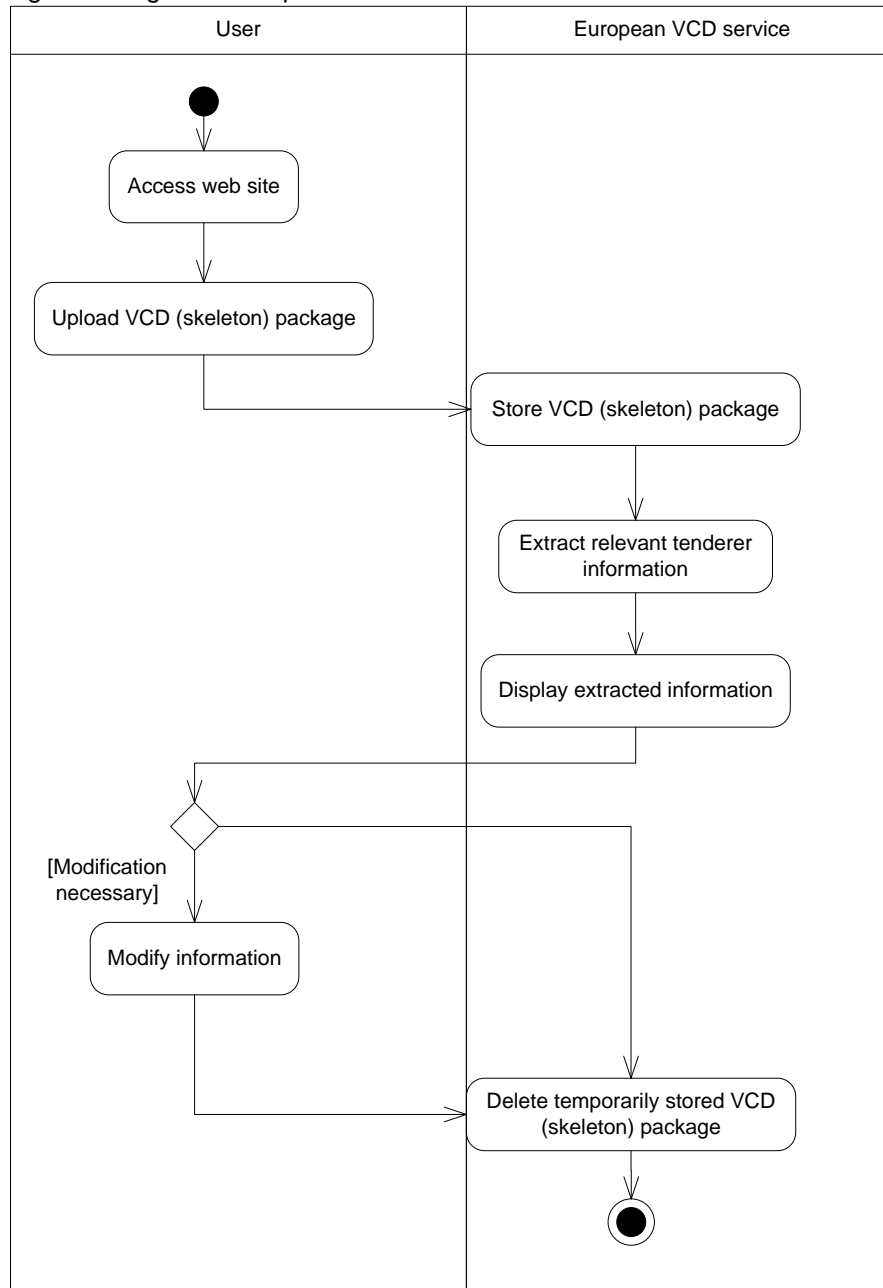 User
European VCD service
Access web site
Upload VCD (skeleton) package
Store VCD (skeleton) package
Extract relevant tenderer
information
Display extracted information
[Modification
necessary]
Modify information
Delete temporarily stored VCD
(skeleton) package